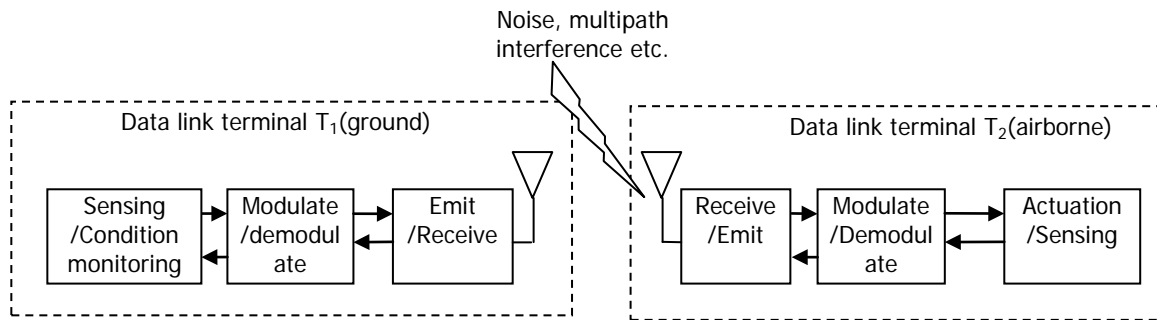 Noise, multipath
interference etc.
Data link terminal T₁(ground)
Data link terminal T₂(airborne)
Sensing
/Condition
monitoring
Modulate
/demodul
ate
Emit
/Receive
Receive
/Emit
Modulate
/Demodul
ate
Actuation
/Sensing